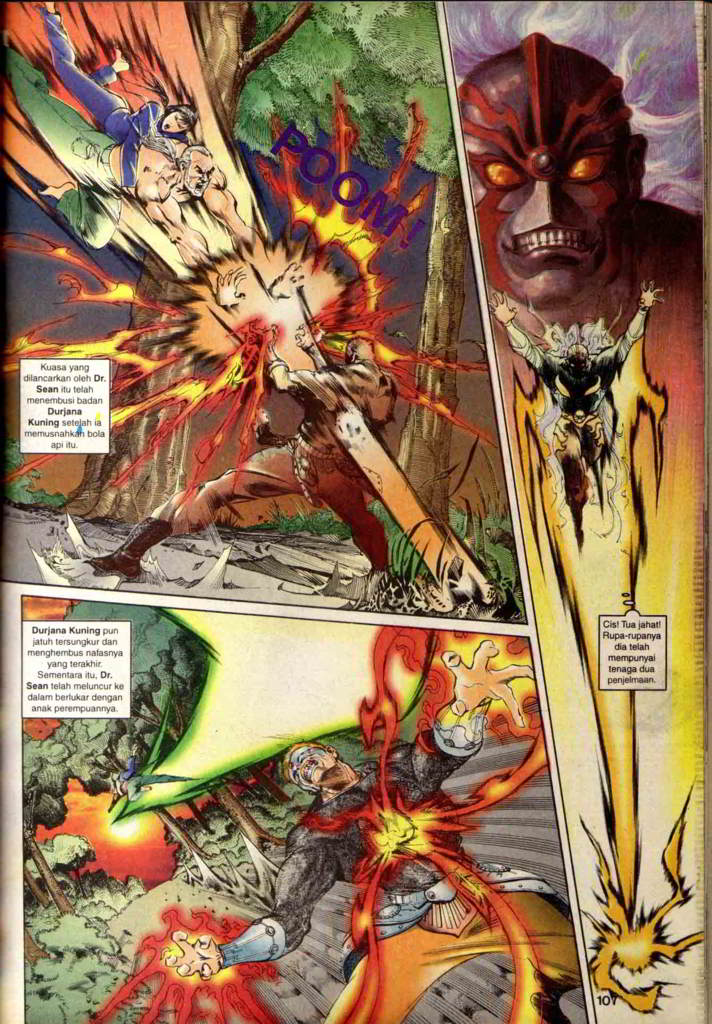 POOM!
Kuasa yang
dilancarkan oleh Dr.
Sean itu telah
menembusi badan
Durjana
Kuning setelah ia
memusnahkan bola
api itu.
Cis! Tua jahat!
Rupa-rupanya
dia telah
mempunyai
tenaga dua
penjelmaan.
Durjana Kuning pun
jatuh tersungkur dan
menghembus nafasnya
yang terakhir.
Sementara itu, Dr.
Sean telah meluncur ke
dalam berlukar dengan
anak perempuannya.
107